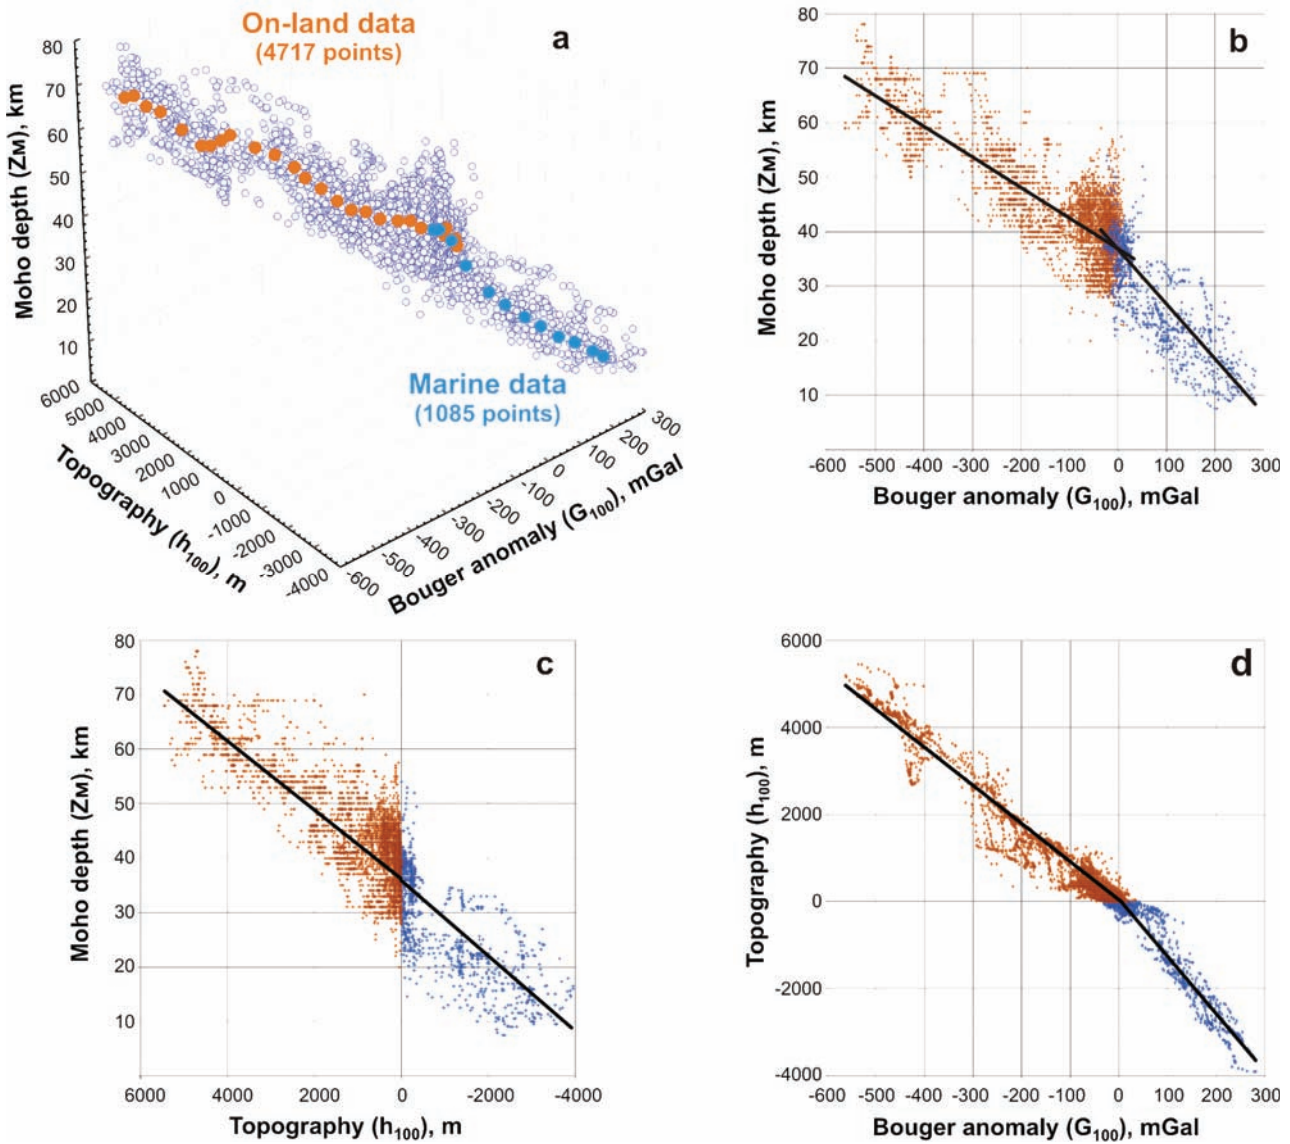 On-land data
(4717 points)
a
80
70
60
50
40
30
20
10
Moho depth (ZM), km
6000
5000
4000
3000
2000
1000
0
-1000
-2000
-3000
-4000
Topography (h100), m
Marine data
(1085 points)
300
200
100
0
-100
-200
-300
-400
-500
-600
Bouger anomaly (G100), mGal
b
80
70
60
50
40
30
20
10
Moho depth (ZM), km
-600 -500 -400 -300 -200 -100 0 100 200 300
Bouger anomaly (G100), mGal
c
80
70
60
50
40
30
20
10
Moho depth (ZM), km
6000 4000 2000 0 -2000 -4000
Topography (h100), m
d
6000
4000
2000
0
-2000
-4000
Topography (h100), m
-600 -500 -400 -300 -200 -100 0 100 200 300
Bouger anomaly (G100), mGal